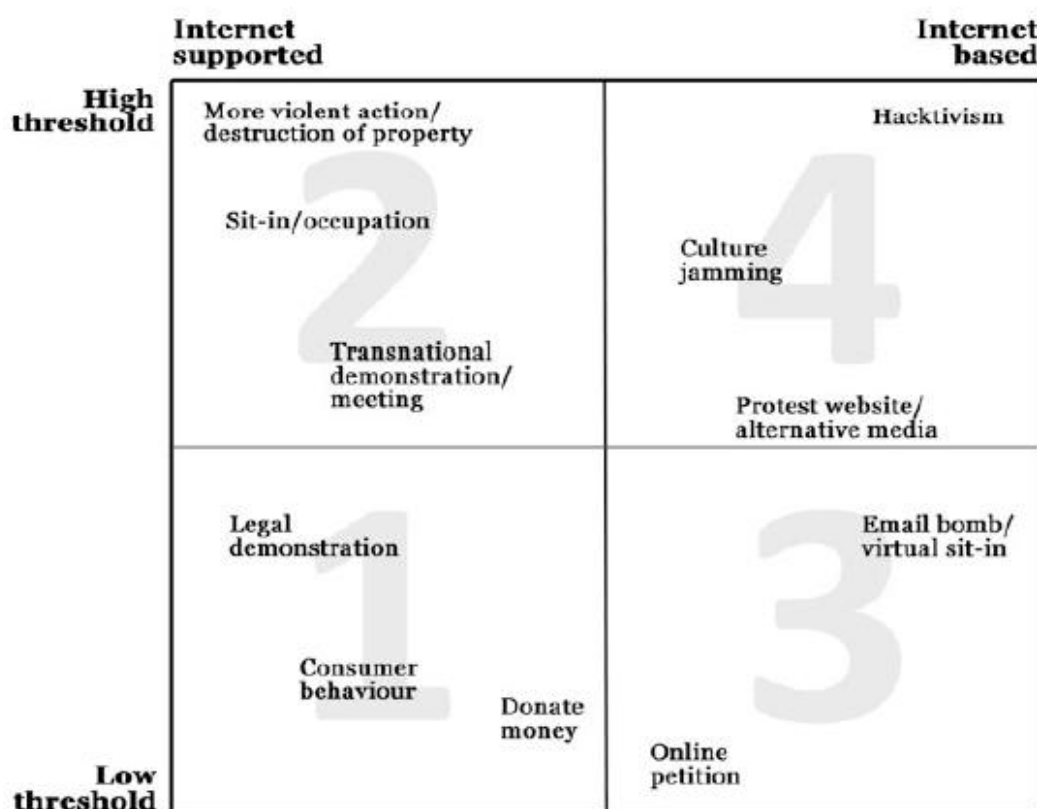 Internet
supported
Internet
based
High
threshold
More violent action/
destruction of property
Hacktivism
2
4
Sit-in/occupation
Culture
jamming
Transnational
demonstration/
meeting
Protest website/
alternative media
Legal
demonstration
Email bomb/
virtual sit-in
1
3
Consumer
behaviour
Donate
money
Online
petition
Low
threshold